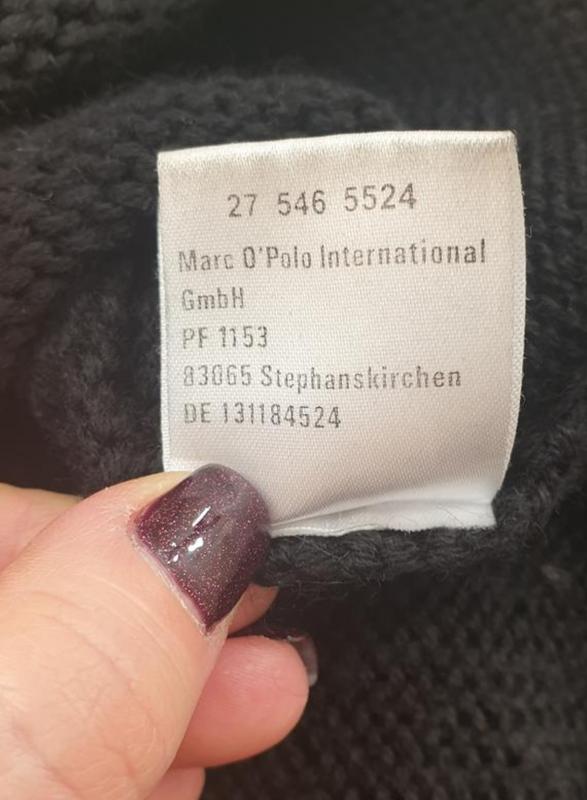 27 546 5524
Marc O'Polo International
GmbH
PF 1153
83065 Stephanskirchen
DE 131184524